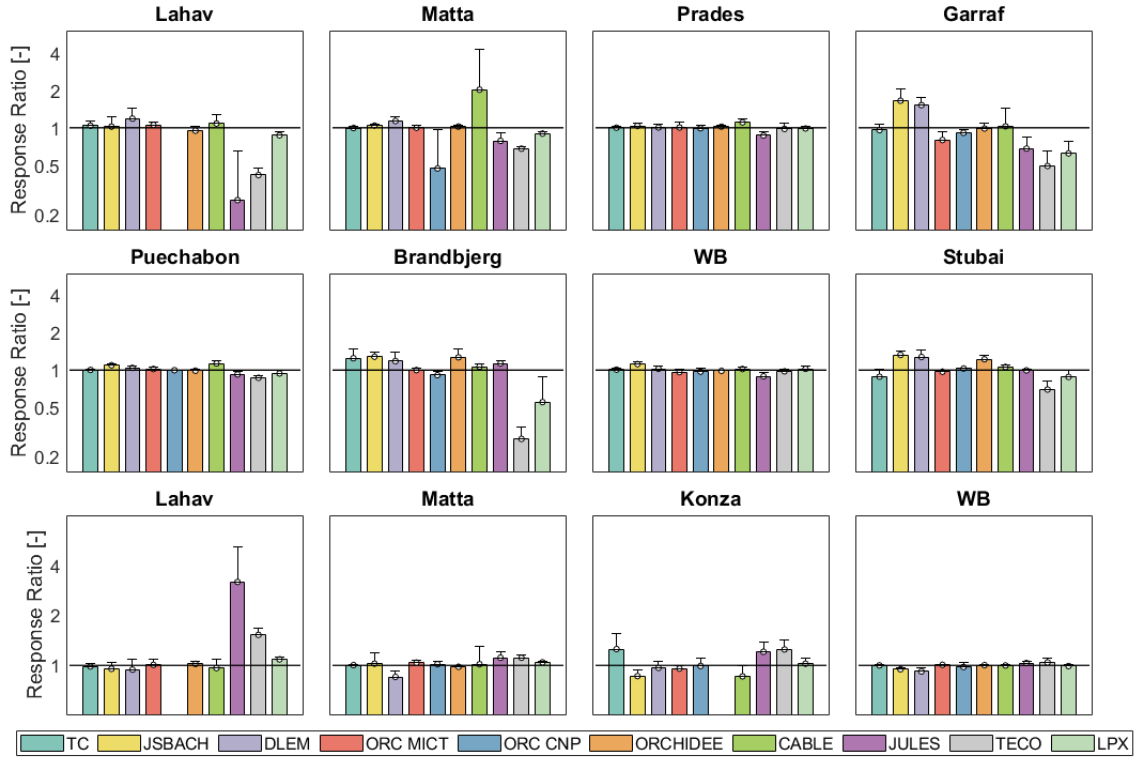 Lahav Matta Prades Garraf
Response Ratio [-]
4
2
1
0.5
0.2
Puechabon Brandbjerg WB Stubai
Response Ratio [-]
4
2
1
0.5
0.2
Lahav Matta Konza WB
Response Ratio [-]
4
2
1
TC JSBACH DLEM ORC MICT ORC CNP ORCHIDEE CABLE JULES TECO LPX